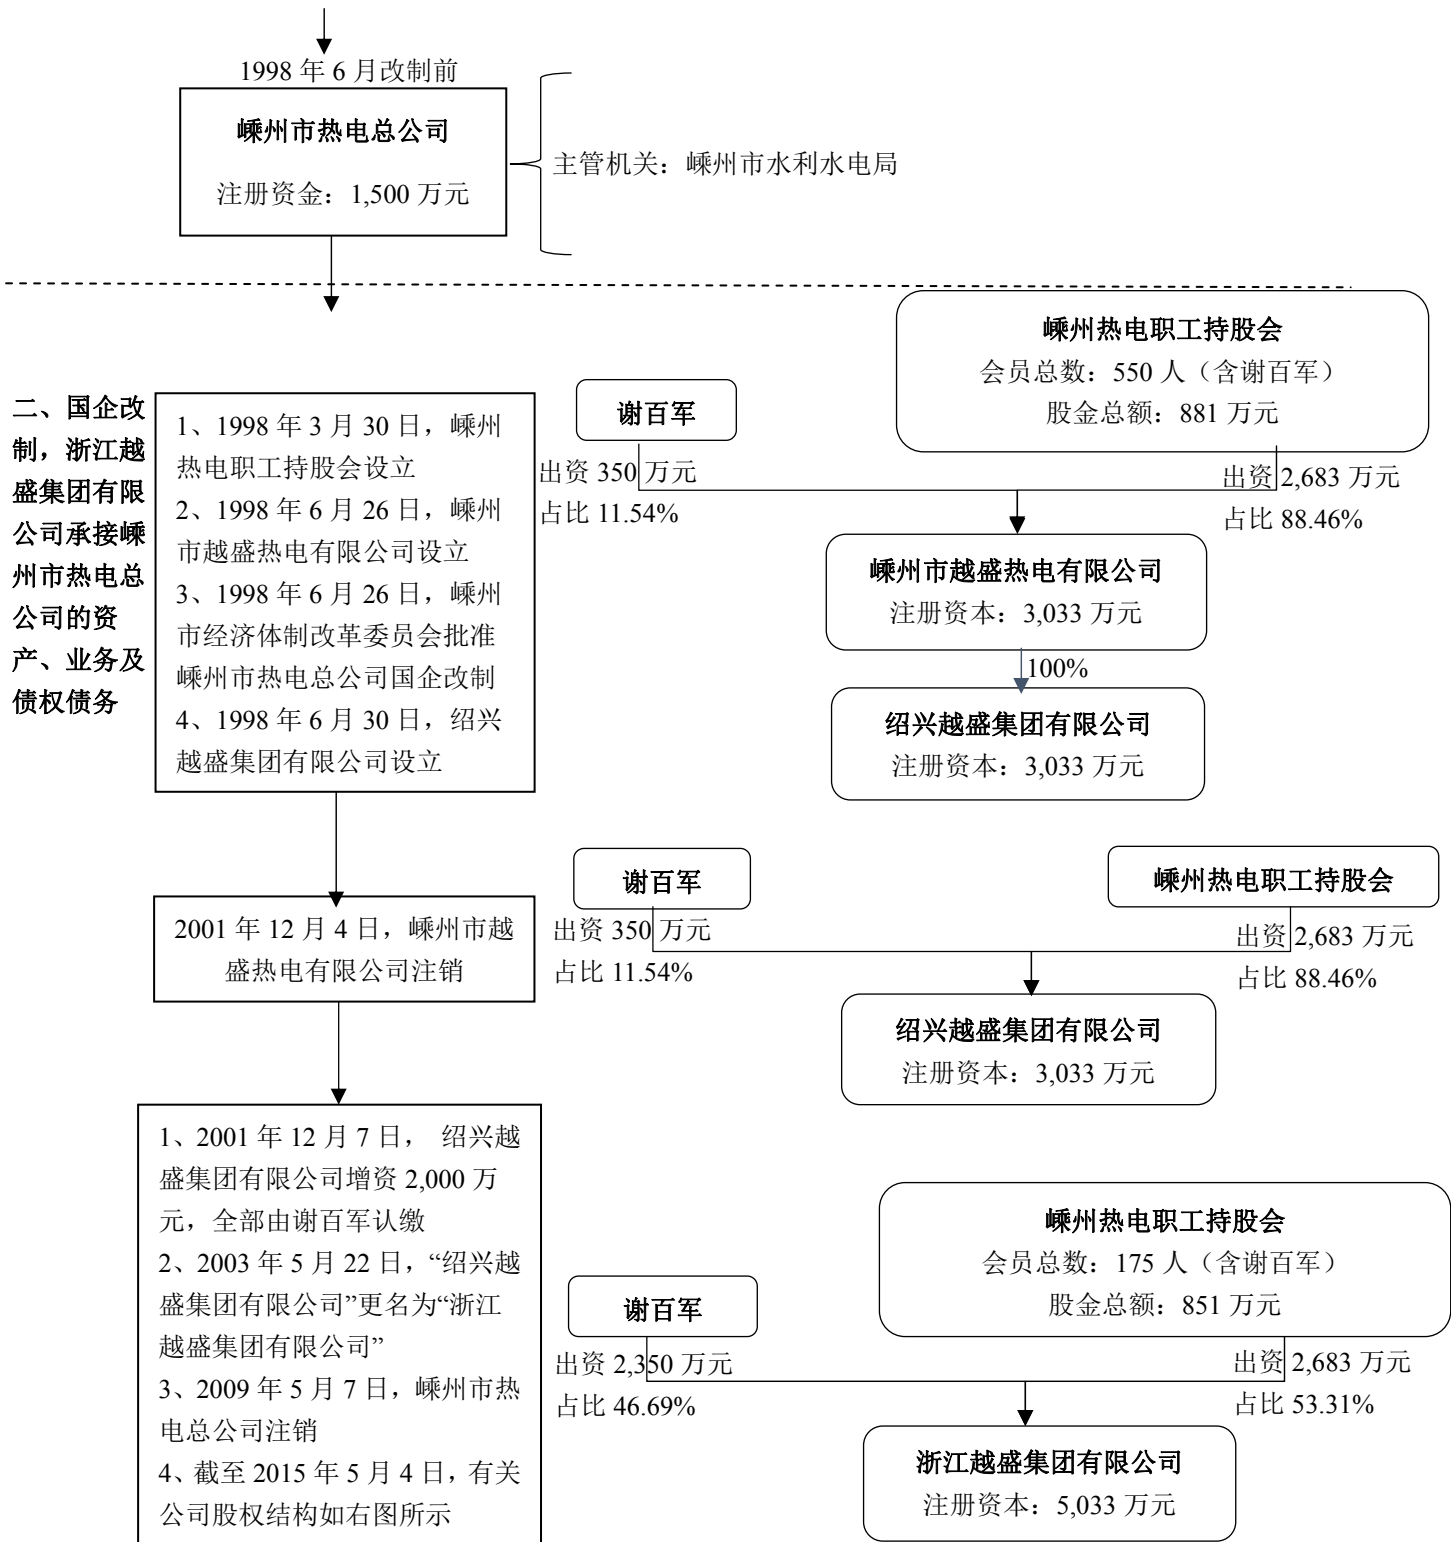 1998 年 6 月改制前
嵊州市热电总公司
注册资金：1,500 万元
主管机关：嵊州市水利水电局
二、国企改
制，浙江越
盛集团有限
公司承接嵊
州市热电总
公司的资
产、业务及
债权债务
1、1998 年 3 月 30 日，嵊州
热电职工持股会设立
2、1998 年 6 月 26 日，嵊州
市越盛热电有限公司设立
3、1998 年 6 月 26 日，嵊州
市经济体制改革委员会批准
嵊州市热电总公司国企改制
4、1998 年 6 月 30 日，绍兴
越盛集团有限公司设立
谢百军
出资 350 万元
占比 11.54%
嵊州热电职工持股会
会员总数：550 人（含谢百军）
股金总额：881 万元
出资 2,683 万元
占比 88.46%
嵊州市越盛热电有限公司
注册资本：3,033 万元
100%
绍兴越盛集团有限公司
注册资本：3,033 万元
2001 年 12 月 4 日，嵊州市越
盛热电有限公司注销
谢百军
出资 350 万元
占比 11.54%
嵊州热电职工持股会
出资 2,683 万元
占比 88.46%
绍兴越盛集团有限公司
注册资本：3,033 万元
1、2001 年 12 月 7 日， 绍兴越
盛集团有限公司增资 2,000 万
元，全部由谢百军认缴
2、2003 年 5 月 22 日，“绍兴越
盛集团有限公司”更名为“浙江
越盛集团有限公司”
3、2009 年 5 月 7 日，嵊州市热
电总公司注销
4、截至 2015 年 5 月 4 日，有关
公司股权结构如右图所示
谢百军
出资 2,350 万元
占比 46.69%
嵊州热电职工持股会
会员总数：175 人（含谢百军）
股金总额：851 万元
出资 2,683 万元
占比 53.31%
浙江越盛集团有限公司
注册资本：5,033 万元